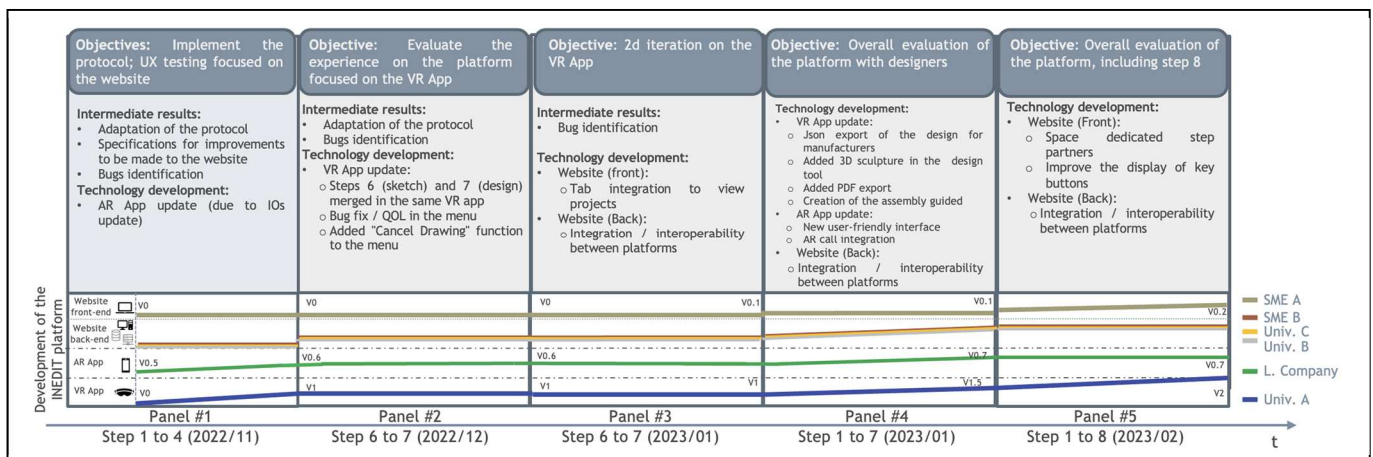 Objectives: Implement the
protocol; UX testing focused on
the website
Objective: Evaluate the
experience on the platform
focused on the VR App
Objective: 2d iteration on the
VR App
Objective: Overall evaluation of
the platform with designers
Objective: Overall evaluation of
the platform, including step 8
Intermediate results:
• Adaptation of the protocol
• Specifications for improvements
to be made to the website
• Bugs identification
Technology development:
• AR App update (due to IOs
update)
Intermediate results:
• Adaptation of the protocol
• Bugs identification
Technology development:
• VR App update:
o Steps 6 (sketch) and 7 (design)
merged in the same VR app
o Bug fix / QOL in the menu
o Added "Cancel Drawing" function
to the menu
Intermediate results:
• Bug identification
Technology development:
• Website (front):
o Tab integration to view
projects
• Website (Back):
o Integration / interoperability
between platforms
Technology development:
• VR App update:
o Json export of the design for
manufacturers
o Added 3D sculpture in the design
tool
o Added PDF export
o Creation of the assembly guided
• AR App update:
o New user-friendly interface
o AR call integration
• Website (Back):
o Integration / interoperability
between platforms
Technology development:
• Website (Front):
o Space dedicated step
partners
o Improve the display of key
buttons
• Website (Back):
o Integration / interoperability
between platforms
Development of the
INEDIT platform
Website
front-end
V0
V0
V0
V0.1
V0.1
V0.2
Website
back-end
AR App
V0.5
V0.6
V0.6
V0.7
V0.7
VR App
V0
V1
V1
V1
V1.5
V2
SME A
SME B
Univ. C
Univ. B
L. Company
Univ. A
Panel #1
Panel #2
Panel #3
Panel #4
Panel #5
Step 1 to 4 (2022/11)
Step 6 to 7 (2022/12)
Step 6 to 7 (2023/01)
Step 1 to 7 (2023/01)
Step 1 to 8 (2023/02)
t